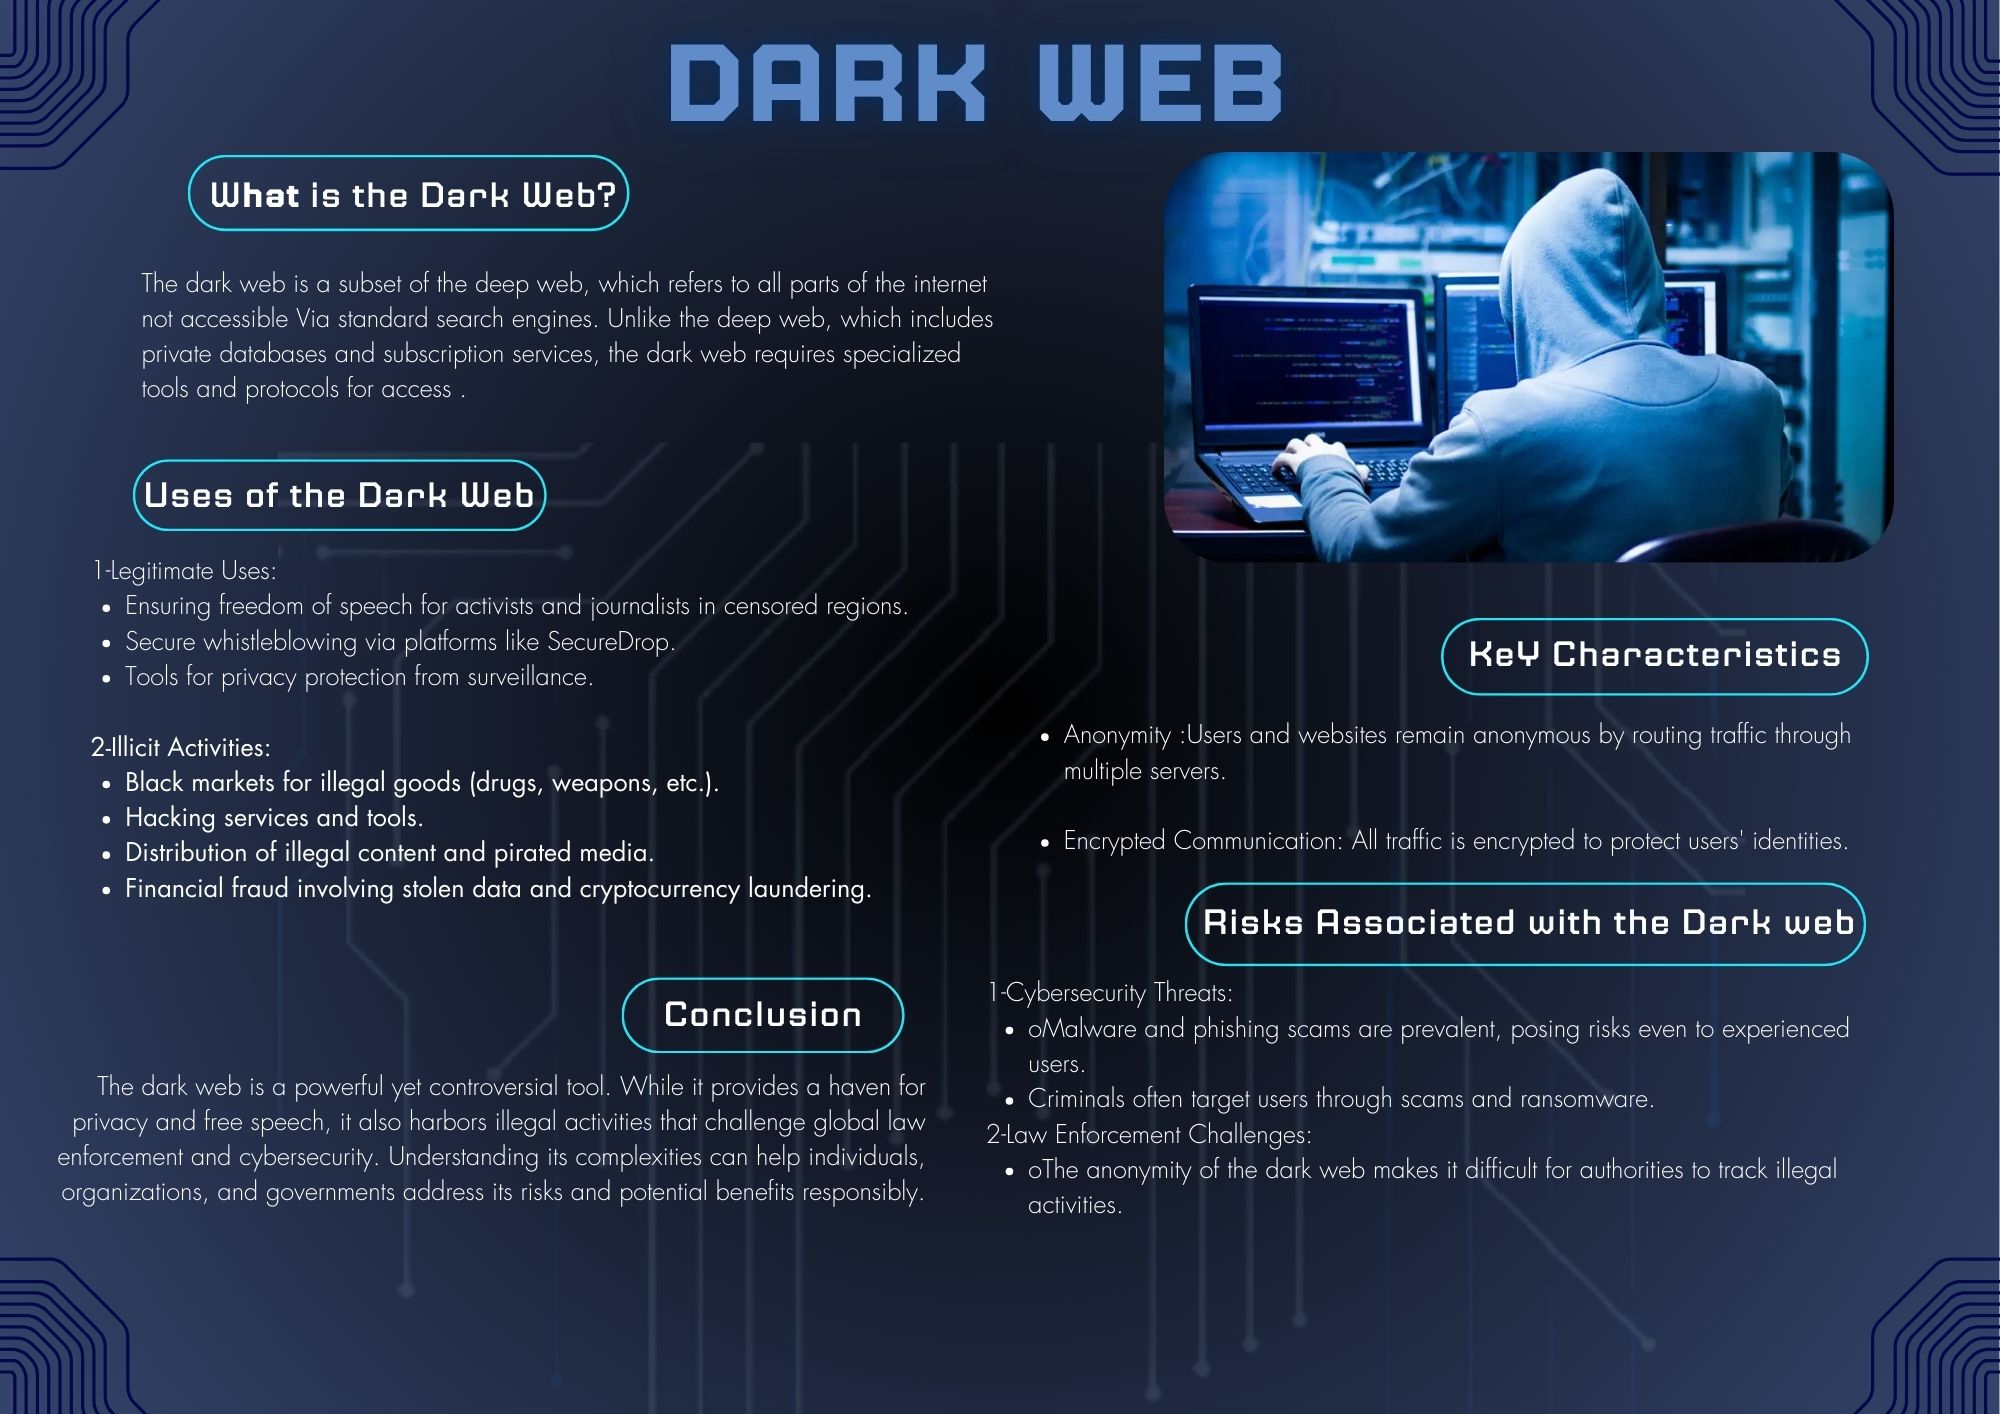 DARK WEB
What is the Dark Web?
The dark web is a subset of the deep web, which refers to all parts of the internet
not accessible Via standard search engines. Unlike the deep web, which includes
private databases and subscription services, the dark web requires specialized
tools and protocols for access .
Uses of the Dark Web
1-Legitimate Uses:
• Ensuring freedom of speech for activists and journalists in censored regions.
• Secure whistleblowing via platforms like SecureDrop.
• Tools for privacy protection from surveillance.
2-Illicit Activities:
• Black markets for illegal goods (drugs, weapons, etc.).
• Hacking services and tools.
• Distribution of illegal content and pirated media.
• Financial fraud involving stolen data and cryptocurrency laundering.
Conclusion
The dark web is a powerful yet controversial tool. While it provides a haven for
privacy and free speech, it also harbors illegal activities that challenge global law
enforcement and cybersecurity. Understanding its complexities can help individuals,
organizations, and governments address its risks and potential benefits responsibly.
KeY Characteristics
• Anonymity :Users and websites remain anonymous by routing traffic through
multiple servers.
• Encrypted Communication: All traffic is encrypted to protect users' identities.
Risks Associated with the Dark web
1-Cybersecurity Threats:
• oMalware and phishing scams are prevalent, posing risks even to experienced
users.
• Criminals often target users through scams and ransomware.
2-Law Enforcement Challenges:
• oThe anonymity of the dark web makes it difficult for authorities to track illegal
activities.